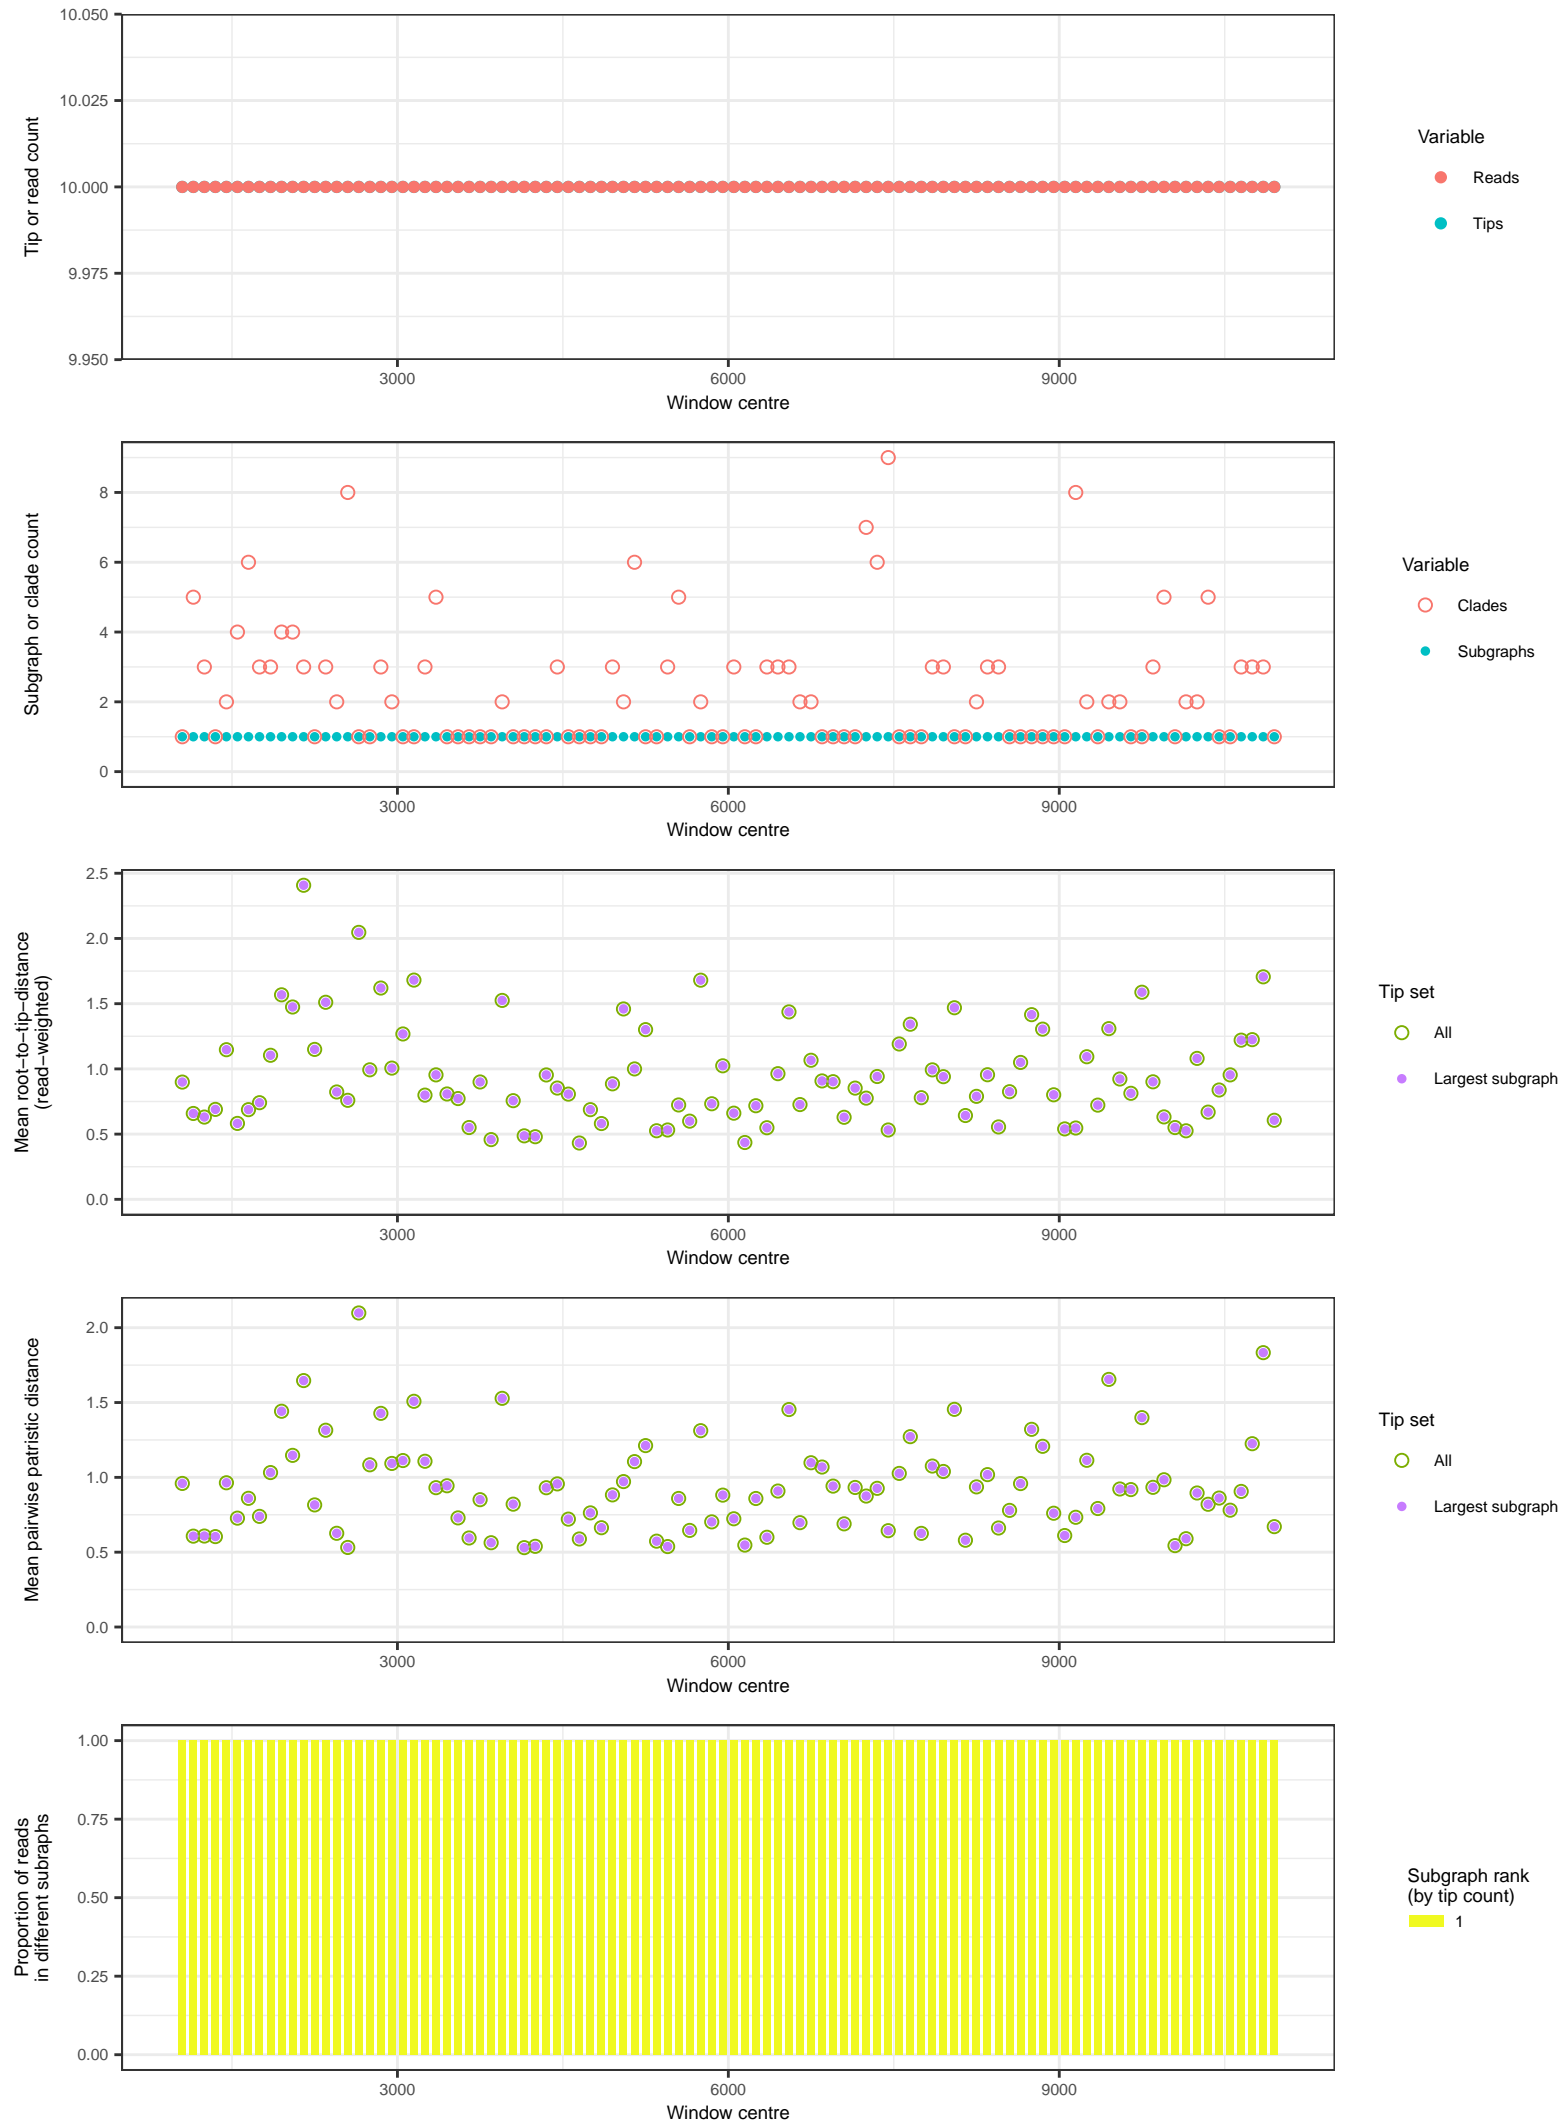 10.050
10.025
10.000
9.975
9.950
Tip or read count
3000
6000
9000
Window centre
Variable
Reads
Tips
8
6
4
2
0
Subgraph or clade count
3000
6000
9000
Window centre
Variable
Clades
Subgraphs
2.5
2.0
1.5
1.0
0.5
0.0
Mean root−to−tip−distance
(read−weighted)
3000
6000
9000
Window centre
Tip set
All
Largest subgraph
2.0
1.5
1.0
0.5
0.0
Mean pairwise patristic distance
3000
6000
9000
Window centre
Tip set
All
Largest subgraph
1.00
0.75
0.50
0.25
0.00
Proportion of reads
in different subraphs
3000
6000
9000
Window centre
Subgraph rank
(by tip count)
1